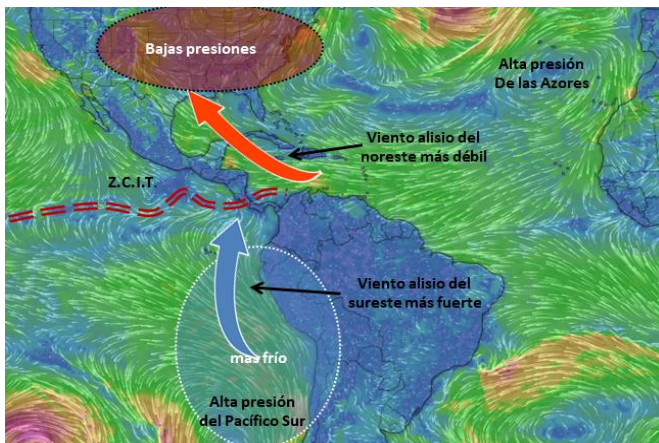 Bajas presiones
Alta presión
De las Azores
Viento alisio del
noreste más débil
Z.C.I.T.
Viento alisio del
sureste más fuerte
mas frío
Alta presión
del Pacífico Sur